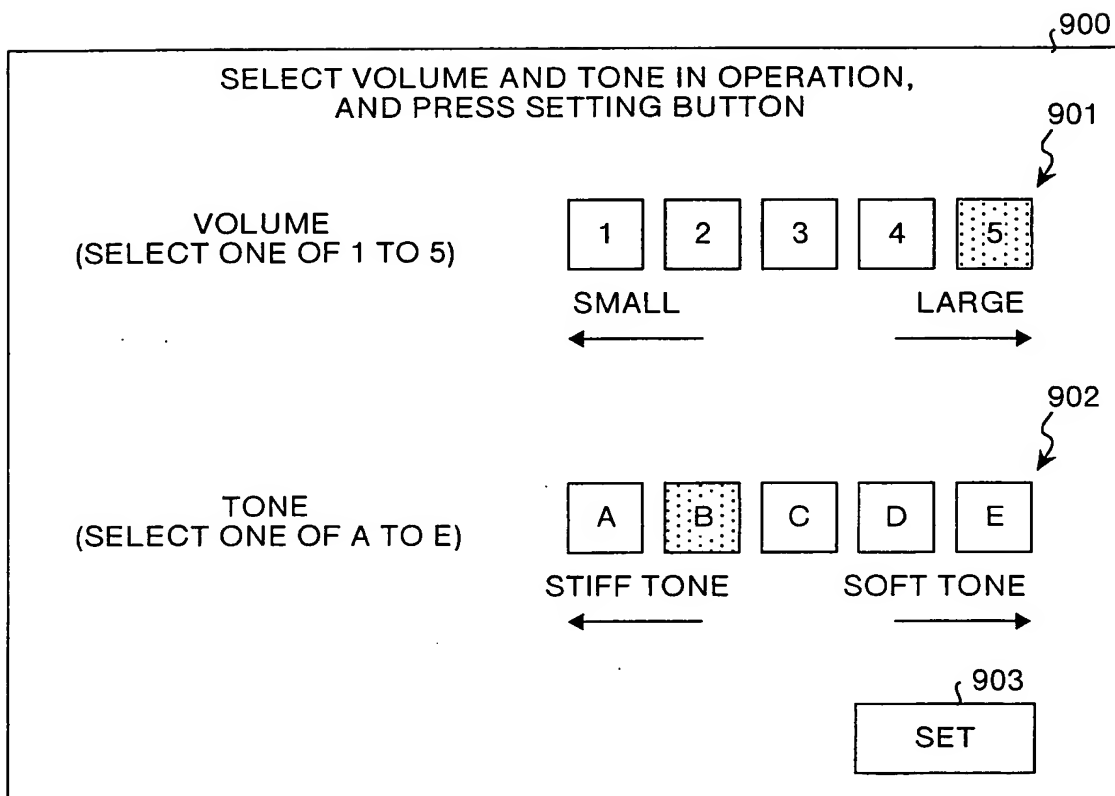 900
SELECT VOLUME AND TONE IN OPERATION,
AND PRESS SETTING BUTTON
901
VOLUME
(SELECT ONE OF 1 TO 5)
1 2 3 4 5
SMALL LARGE
902
TONE
(SELECT ONE OF A TO E)
A B C D E
STIFF TONE SOFT TONE
903
SET